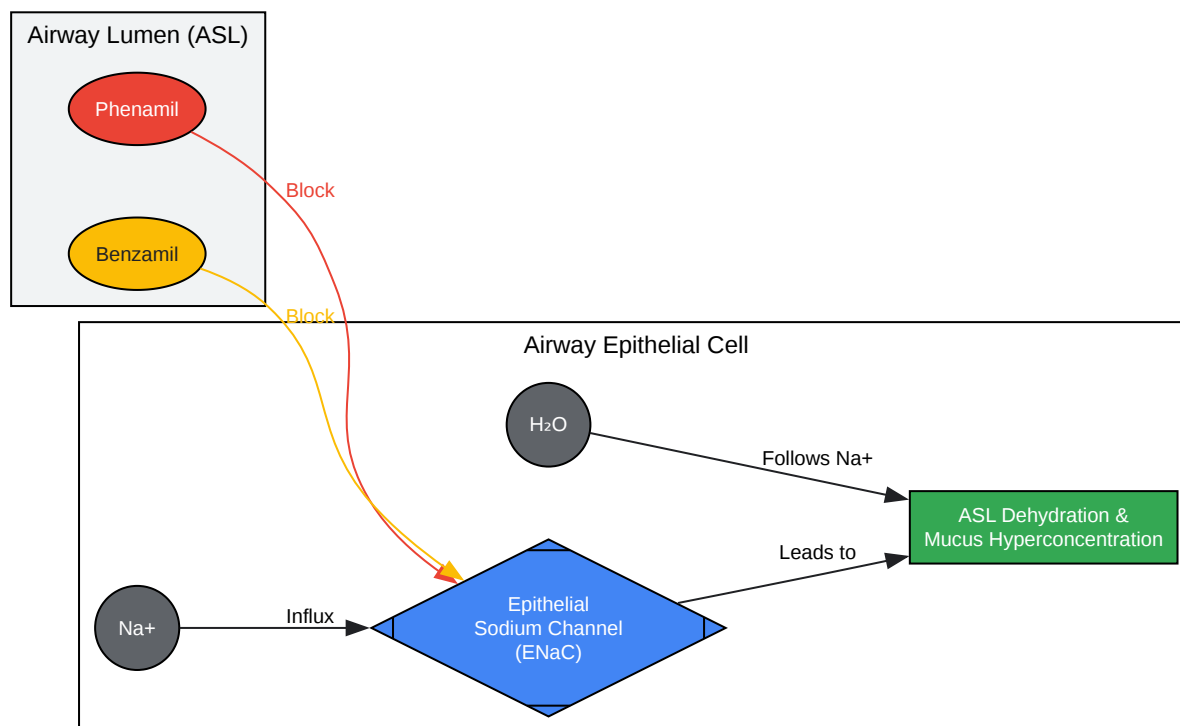 Airway Lumen (ASL)
Phenamil
Block
Benzamil
Block
Airway Epithelial Cell
H₂O
Follows Na+
ASL Dehydration &
Mucus Hyperconcentration
Leads to
Epithelial
Sodium Channel
(ENaC)
Influx
Na+